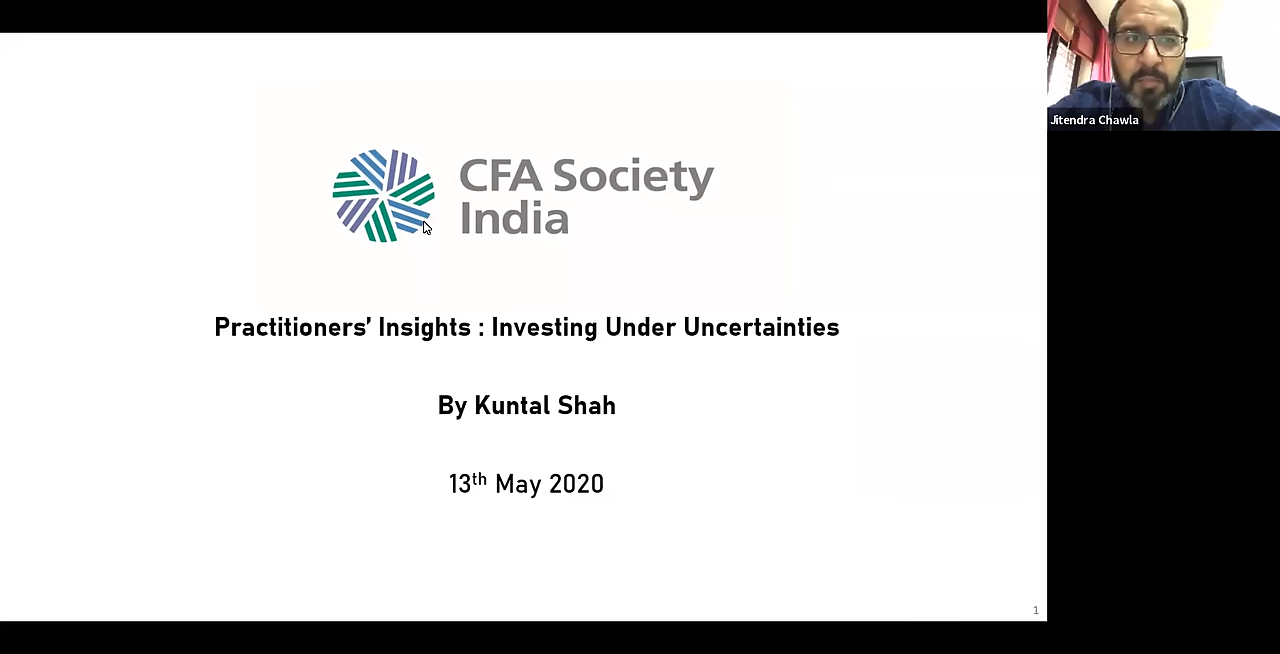 CFA Society
India
Practitioners’ Insights : Investing Under Uncertainties
By Kuntal Shah
13th May 2020
1
Jitendra Chawla